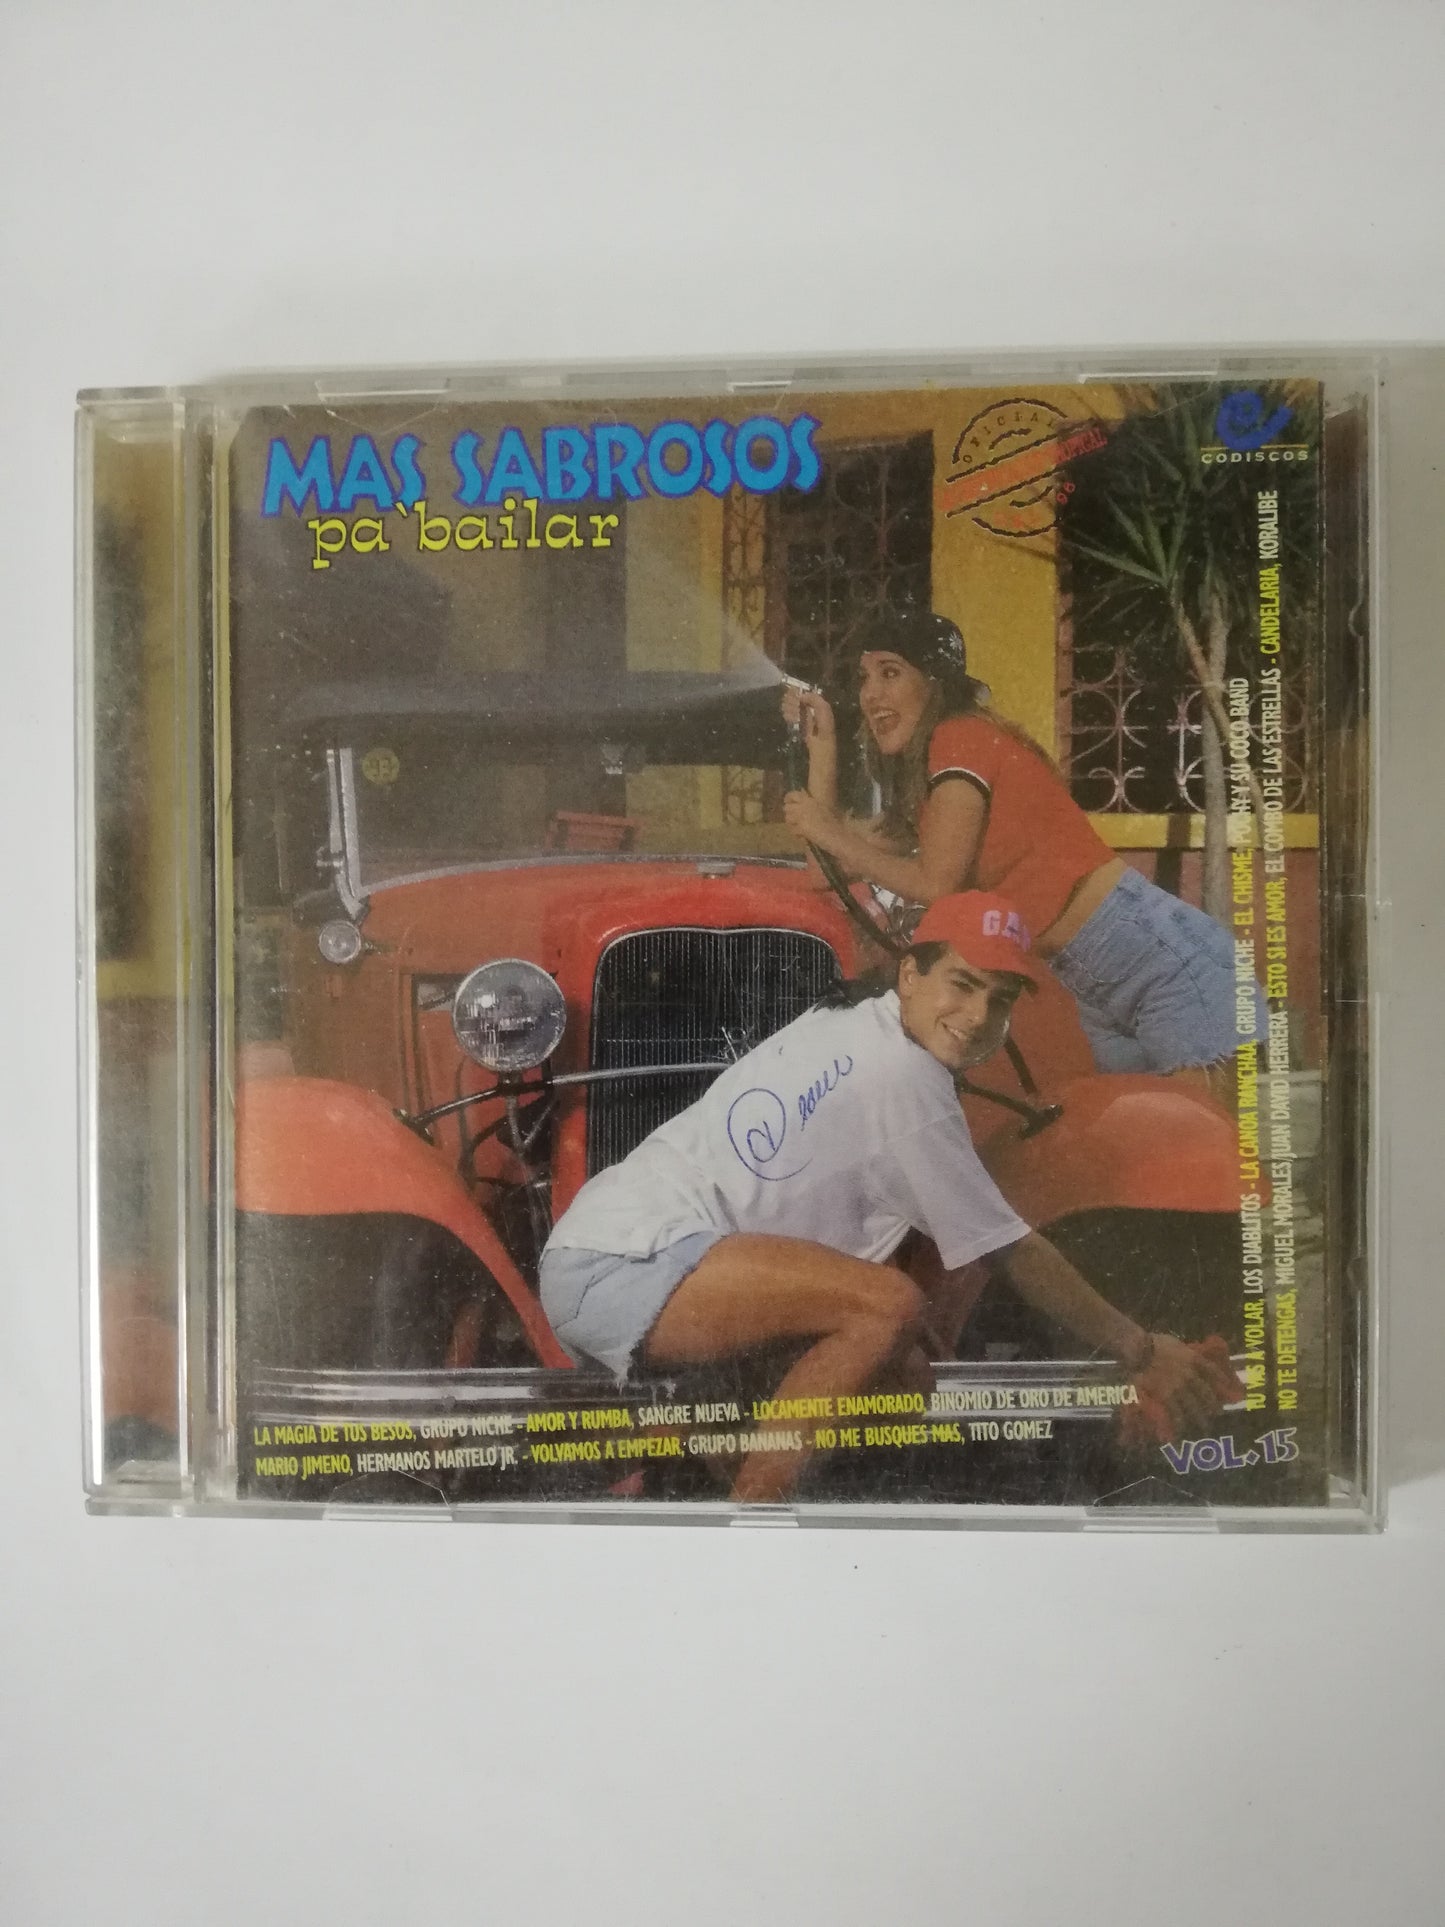 MAS SABROSOS
pa`bailar
OFICIAL
96
CODISCOS
TU VAS A VOLAR, LOS DIABLITOS - LA CANOA RANCHAA, GRUPO NICHE - EL CHISME, POCHY Y SU COCO BAND
NO TE DETENGAS, MIGUEL MORALES/JUAN DAVID HERRERA - ESTO SI ES AMOR, EL COMBO DE LAS ESTRELLAS - CANDELARIA, KORALIBE
LA MAGIA DE TUS BESOS, GRUPO NICHE - AMOR Y RUMBA, SANGRE NUEVA - LOCAMENTE ENAMORADO, BINOMIO DE ORO DE AMERICA
MARIO JIMENO, HERMANOS MARTELO JR. - VOLVAMOS A EMPEZAR, GRUPO BANANAS - NO ME BUSQUES MAS, TITO GOMEZ
VOL. 15